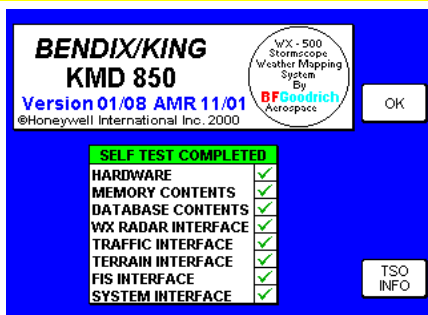 BENDIX/KING
KMD 850
Version 01/08 AMR 11/01
©Honeywell International Inc. 2000
WX - 500
Stormscope
Weather Mapping
System
By
BFGoodrich
Aerospace
OK
SELF TEST COMPLETED
HARDWARE
MEMORY CONTENTS
DATABASE CONTENTS
WX RADAR INTERFACE
TRAFFIC INTERFACE
TERRAIN INTERFACE
FIS INTERFACE
SYSTEM INTERFACE
TSO
INFO